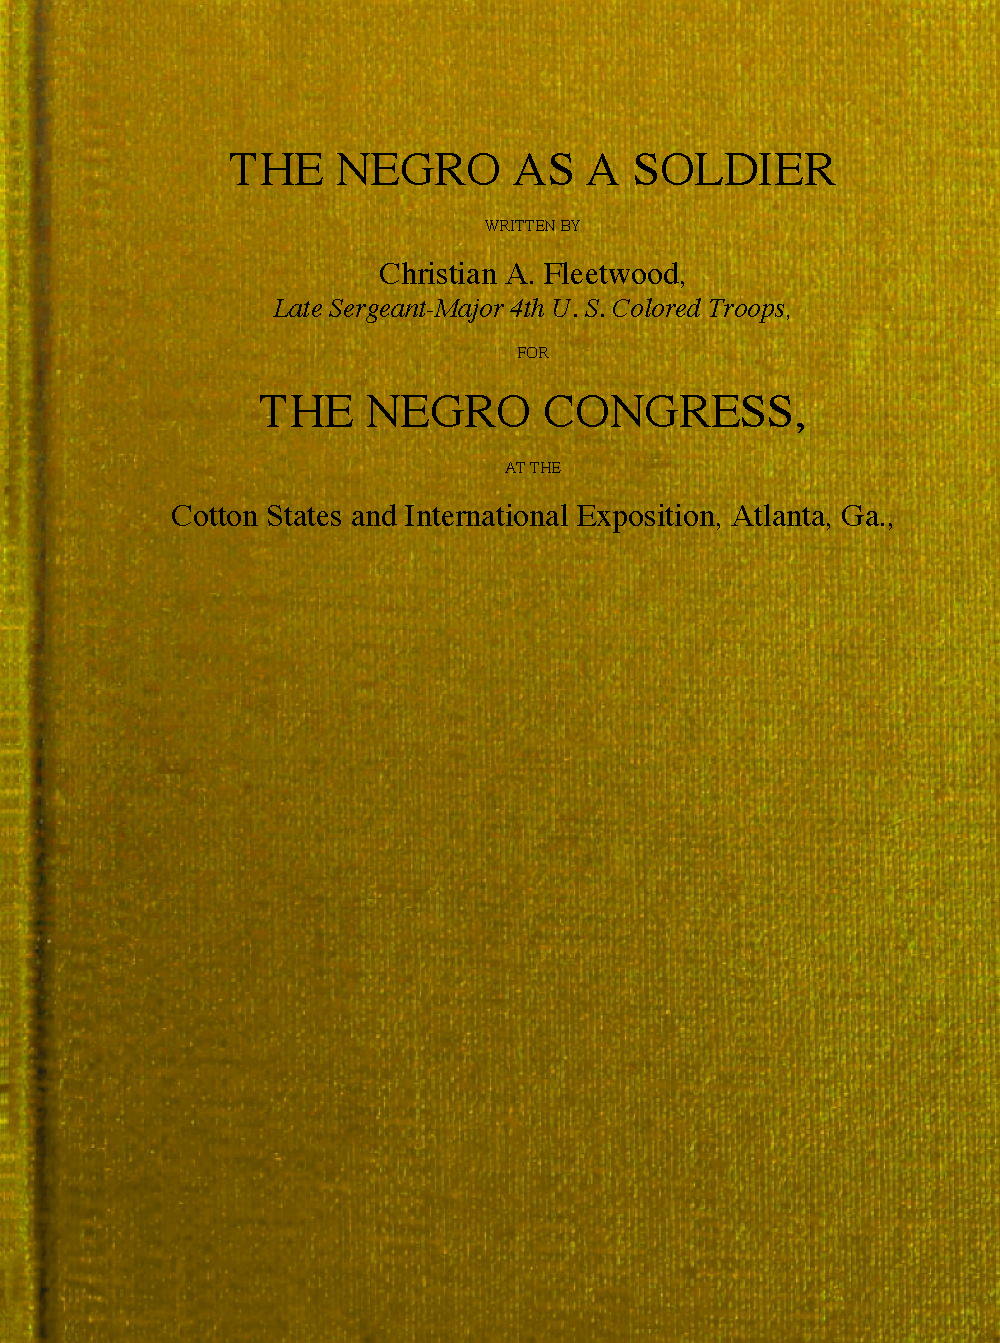 THE NEGRO AS A SOLDIER
WRITTEN BY
Christian A. Fleetwood,
Late Sergeant-Major 4th U. S. Colored Troops,
FOR
THE NEGRO CONGRESS,
AT THE
Cotton States and International Exposition, Atlanta, Ga.,